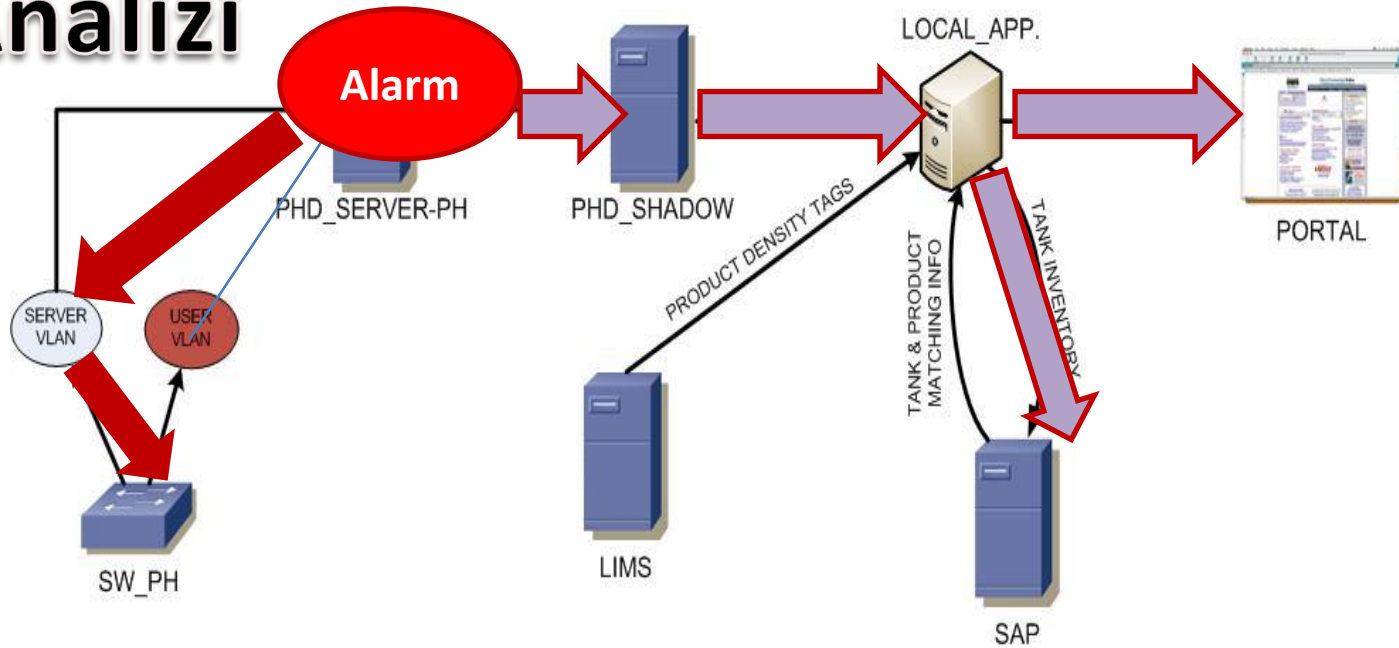 nalizi
Alarm
LOCAL_APP.
PHD_SERVER-PH
PHD_SHADOW
PORTAL
PRODUCT DENSITY TAGS
TANK & PRODUCT
MATCHING INFO
TANK INVENTORY
SERVER
VLAN
USER
VLAN
SW_PH
LIMS
SAP